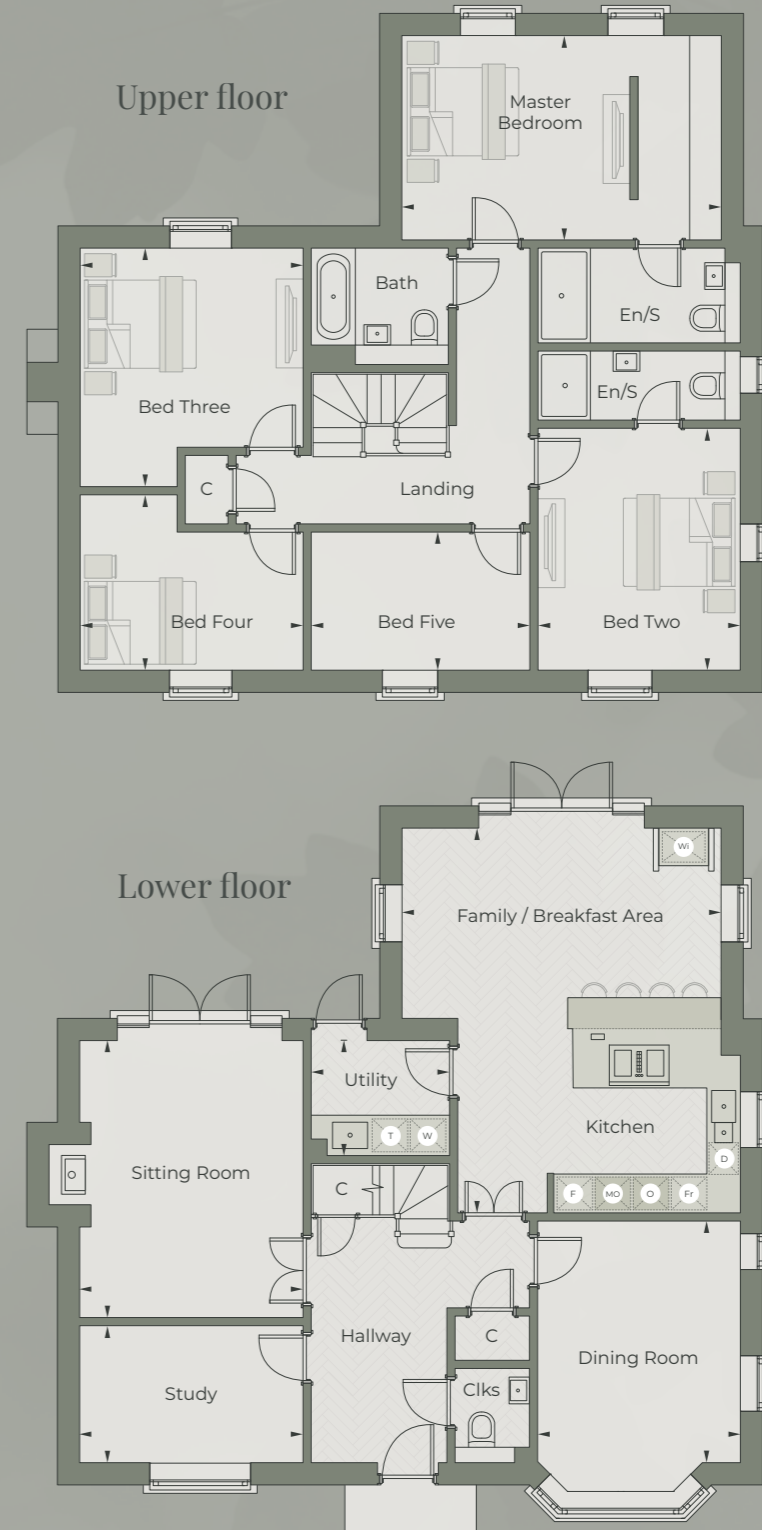 Upper floor
Master
Bedroom
Bath
En/S
En/S
Bed Three
C
Landing
Bed Four
Bed Five
Bed Two
Lower floor
Wi
Family / Breakfast Area
Utility
T
W
Kitchen
D
Sitting Room
C
F
MO
O
Fr
Hallway
C
Dining Room
Study
Clks